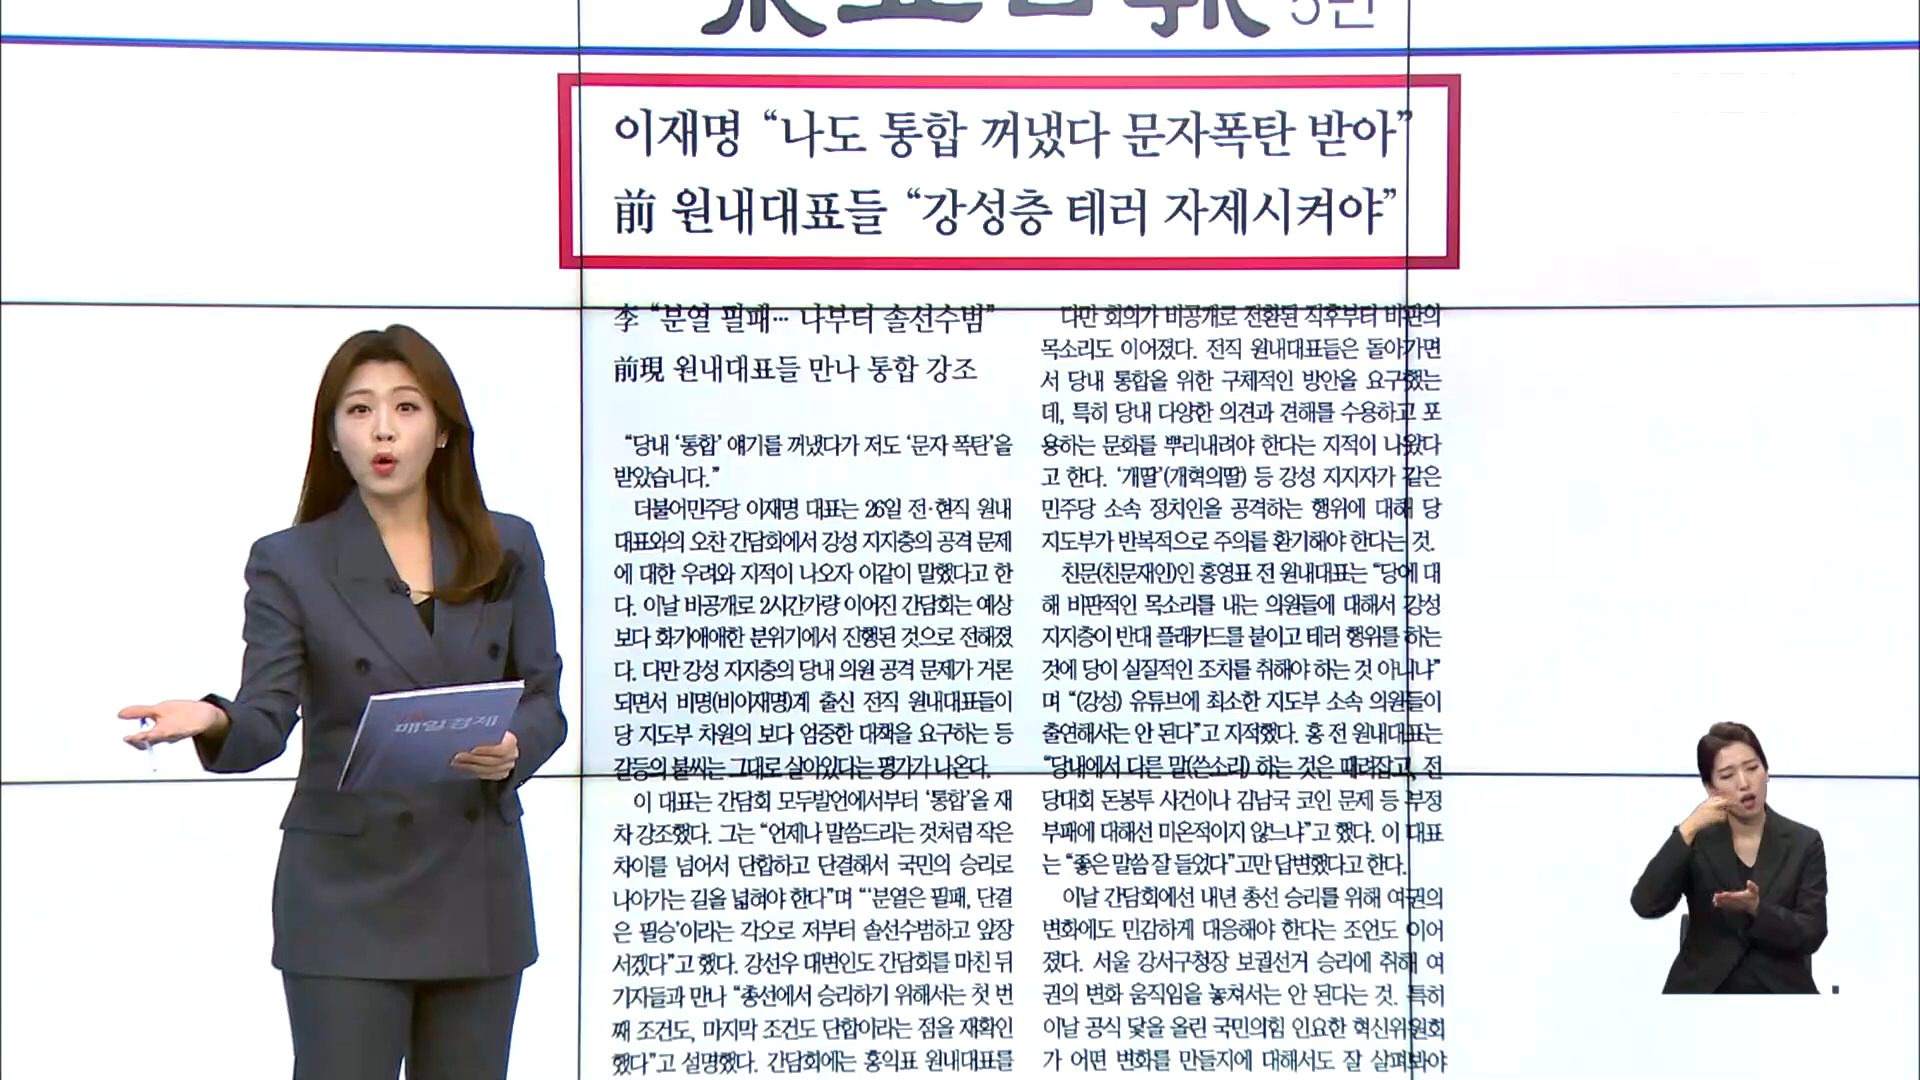 5면
이재명 “나도 통합 꺼냈다 문자폭탄 받아”
前 원내대표들 “강성층 테러 자제시켜야”
李 “분열 필패… 나부터 솔선수범”
前現 원내대표들 만나 통합 강조
“당내 ‘통합’ 얘기를 꺼냈다가 저도 ‘문자 폭탄’을
받았습니다.”
더불어민주당 이재명 대표는 26일 전·현직 원내
대표와의 오찬 간담회에서 강성 지지층의 공격 문제
에 대한 우려와 지적이 나오자 이같이 말했다고 한
다. 이날 비공개로 2시간가량 이어진 간담회는 예상
보다 화기애애한 분위기에서 진행된 것으로 전해졌
다. 다만 강성 지지층의 당내 의원 공격 문제가 거론
되면서 비명(비이재명)계 출신 전직 원내대표들이
당 지도부 차원의 보다 엄중한 대책을 요구하는 등
갈등의 불씨는 그대로 살아있다는 평가가 나온다.
이 대표는 간담회 모두발언에서부터 ‘통합’을 재
차 강조했다. 그는 “언제나 말씀드리는 것처럼 작은
차이를 넘어서 단합하고 단결해서 국민의 승리로
나아가는 길을 넓혀야 한다”며 “‘분열은 필패, 단결
은 필승’이라는 각오로 저부터 솔선수범하고 앞장
서겠다”고 했다. 강선우 대변인도 간담회를 마친 뒤
기자들과 만나 “총선에서 승리하기 위해서는 첫 번
째 조건도, 마지막 조건도 단합이라는 점을 재확인
했다”고 설명했다. 간담회에는 홍익표 원내대표를
다만 회의가 비공개로 전환된 직후부터 비판의
목소리도 이어졌다. 전직 원내대표들은 돌아가면
서 당내 통합을 위한 구체적인 방안을 요구했는
데, 특히 당내 다양한 의견과 견해를 수용하고 포
용하는 문화를 뿌리내려야 한다는 지적이 나왔다
고 한다. ‘개딸’(개혁의딸) 등 강성 지지자가 같은
민주당 소속 정치인을 공격하는 행위에 대해 당
지도부가 반복적으로 주의를 환기해야 한다는 것.
친문(친문재인)인 홍영표 전 원내대표는 “당에 대
해 비판적인 목소리를 내는 의원들에 대해서 강성
지지층이 반대 플래카드를 붙이고 테러 행위를 하는
것에 당이 실질적인 조치를 취해야 하는 것 아니냐”
며 “(강성) 유튜브에 최소한 지도부 소속 의원들이
출연해서는 안 된다”고 지적했다. 홍 전 원내대표는
“당내에서 다른 말(쓴소리) 하는 것은 때려잡고, 전
당대회 돈봉투 사건이나 김남국 코인 문제 등 부정
부패에 대해선 미온적이지 않느냐”고 했다. 이 대표
는 “좋은 말씀 잘 들었다”고만 답변했다고 한다.
이날 간담회에선 내년 총선 승리를 위해 여권의
변화에도 민감하게 대응해야 한다는 조언도 이어
졌다. 서울 강서구청장 보궐선거 승리에 취해 여
권의 변화 움직임을 놓쳐서는 안 된다는 것. 특히
이날 공식 닻을 올린 국민의힘 인요한 혁신위원회
가 어떤 변화를 만들지에 대해서도 잘 살펴봐야
매일경제